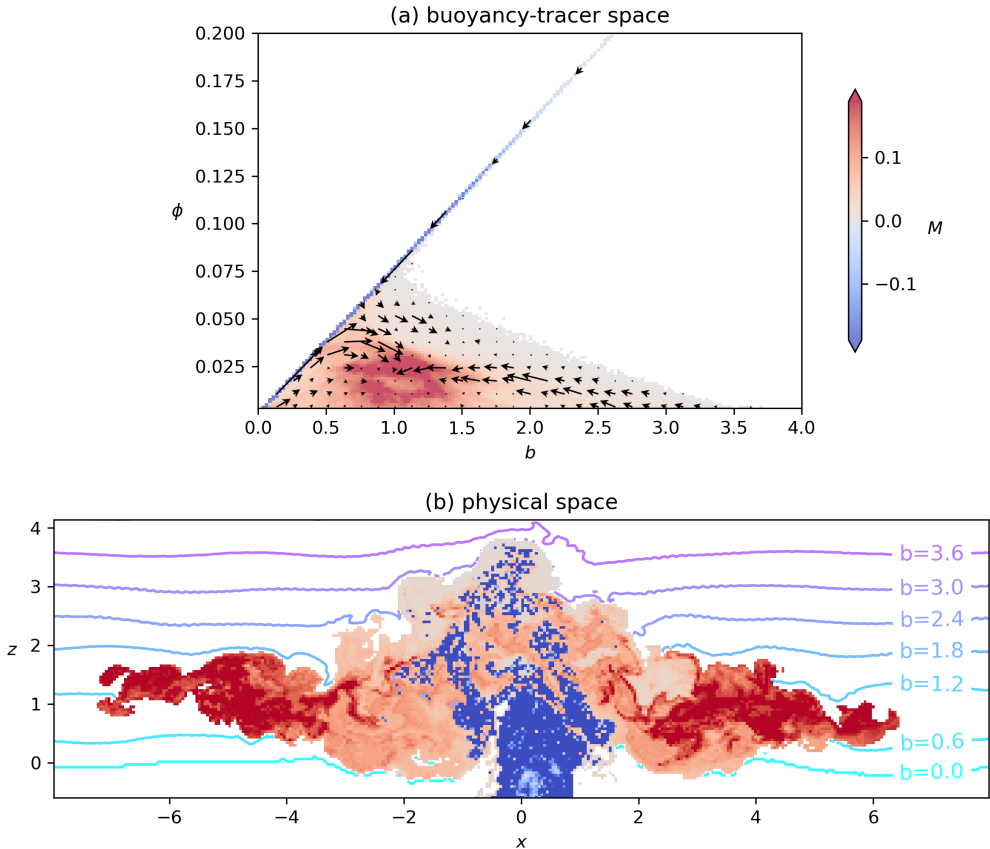 (a) buoyancy-tracer space
0.200
0.175
0.150
0.125
0.100
0.075
0.050
0.025
ϕ
0.0 0.5 1.0 1.5 2.0 2.5 3.0 3.5 4.0
b
0.1
0.0
−0.1
M
(b) physical space
4
3
2
1
0
z
b=3.6
b=3.0
b=2.4
b=1.8
b=1.2
b=0.6
b=0.0
−6 −4 −2 0 2 4 6
x